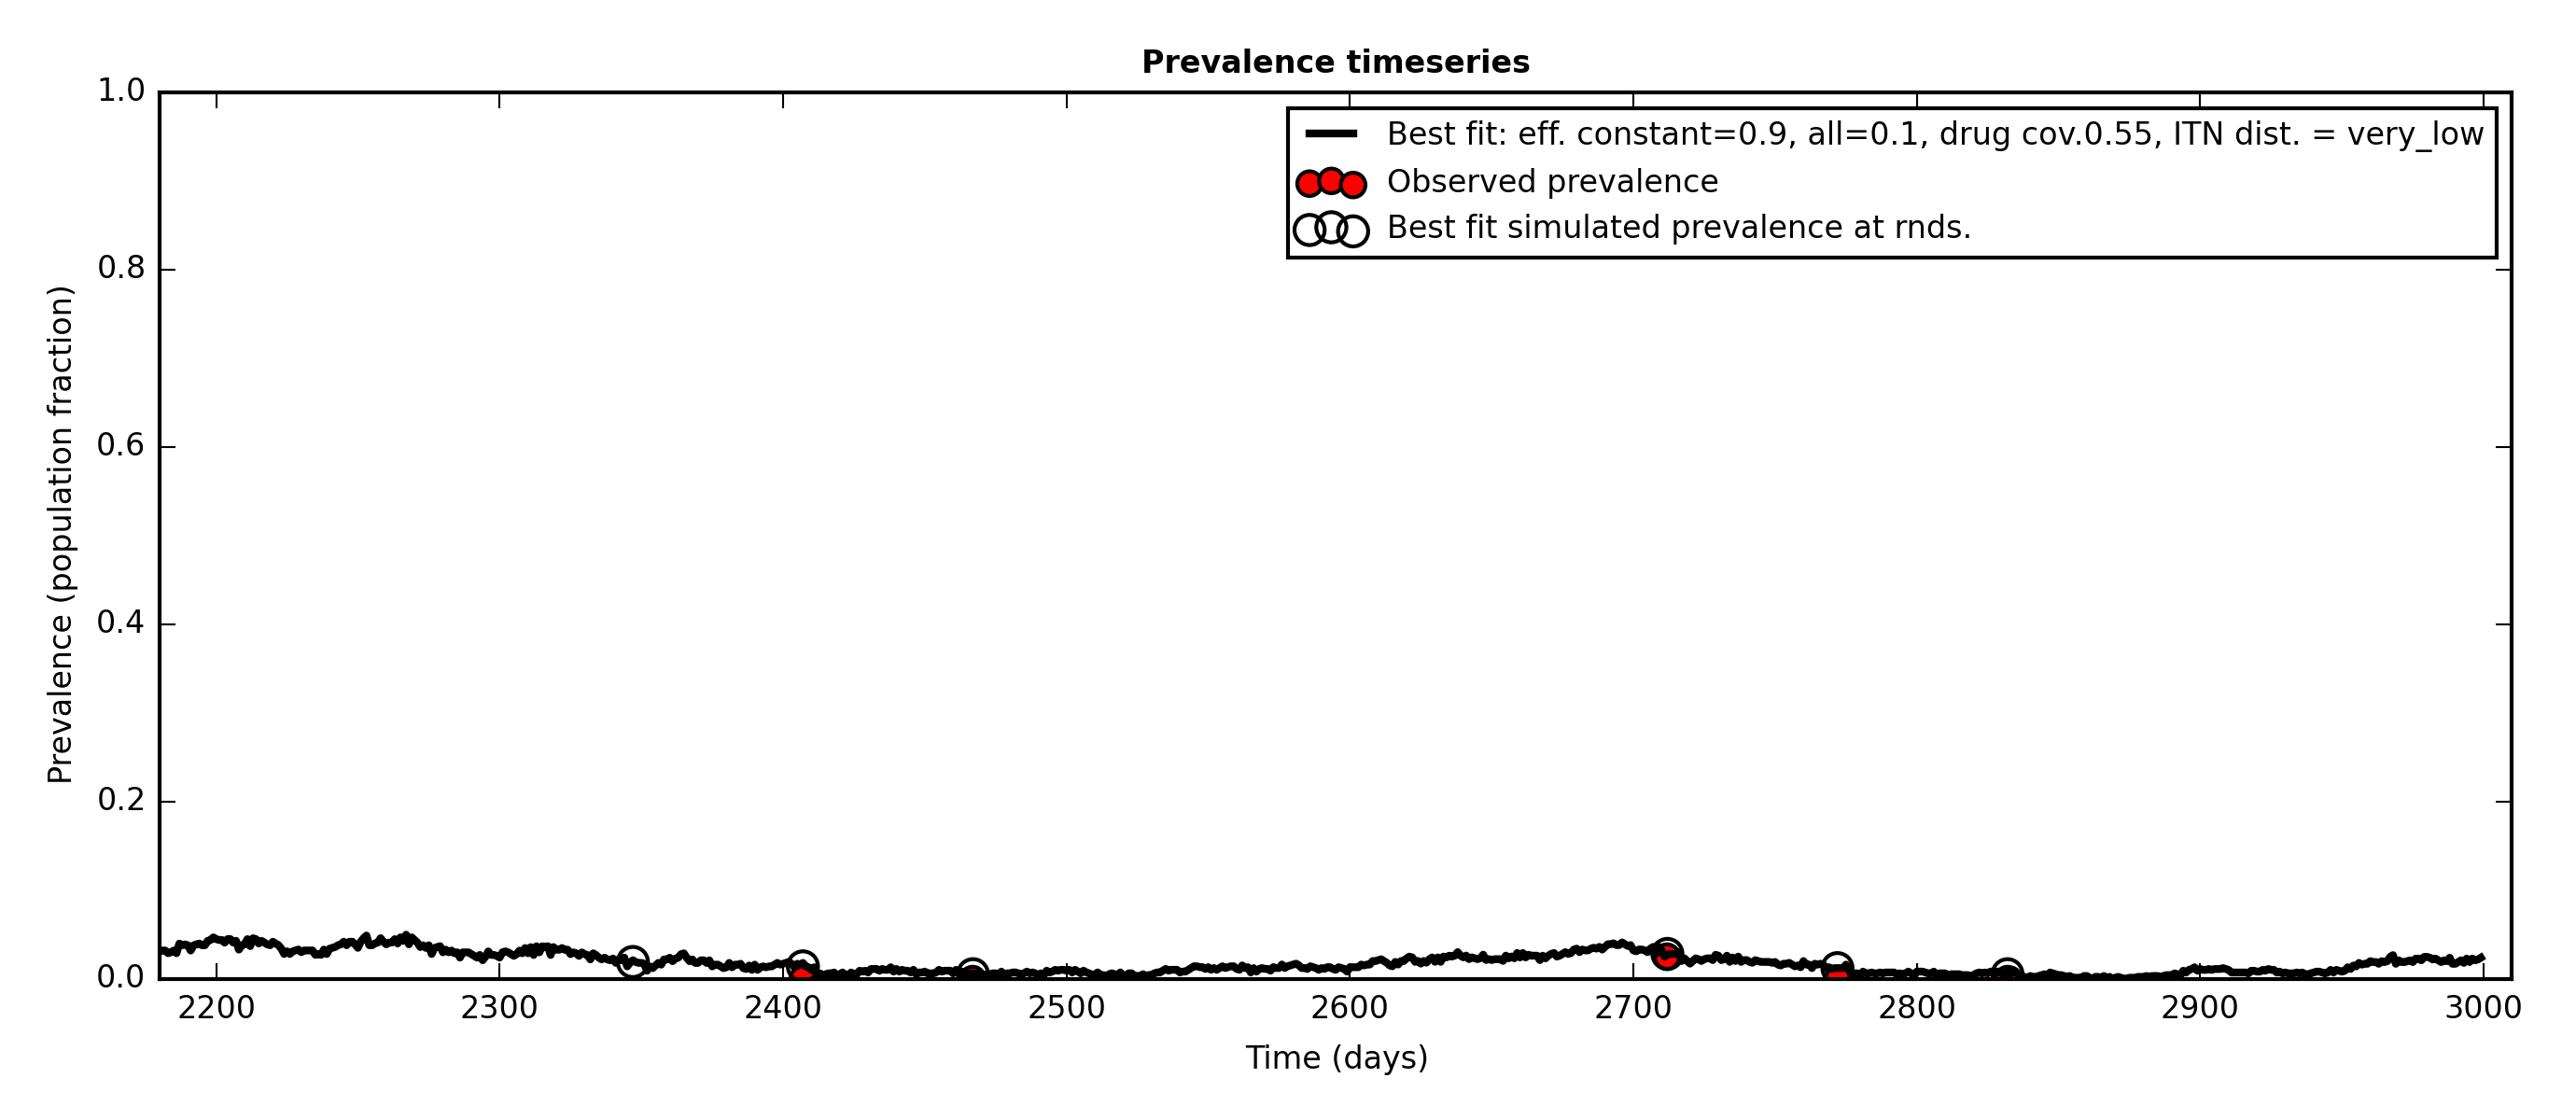 Prevalence timeseries
1.0
Best fit: eff. constant=0.9, all=0.1, drug cov.0.55, ITN dist. = very_low
Observed prevalence
Best fit simulated prevalence at rnds.
0.8
0.6
0.4
0.2
0.0
Prevalence (population fraction)
2200 2300 2400 2500 2600 2700 2800 2900 3000
Time (days)